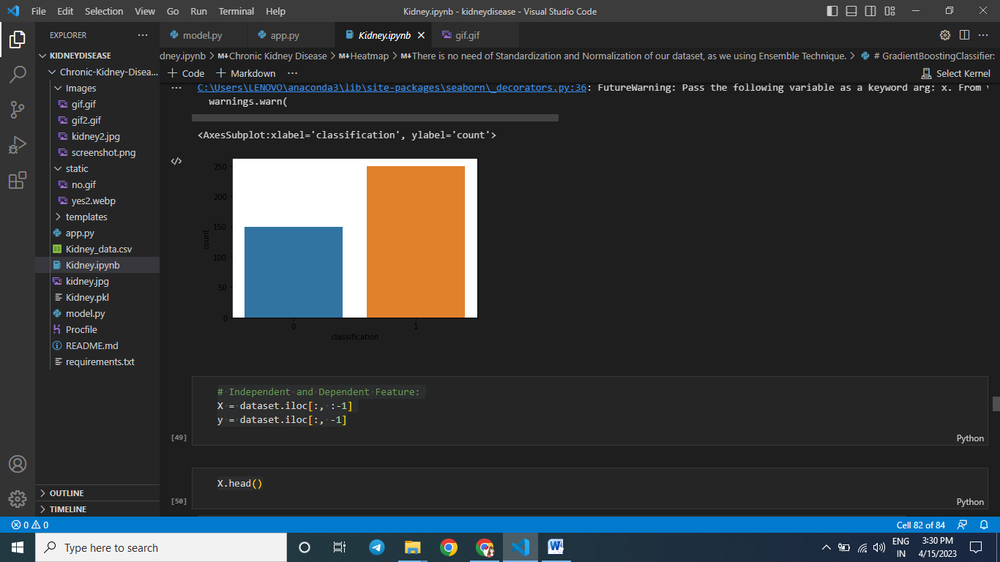 File Edit Selection View Go Run Terminal Help
Kidney.ipynb - kidneydisease - Visual Studio Code
EXPLORER
KIDNEYDISEASE
Chronic-Kidney-Disea...
Images
gif.gif
gif2.gif
kidney2.jpg
screenshot.png
static
no.gif
yes2.webp
templates
app.py
Kidney_data.csv
Kidney.ipynb
kidney.jpg
Kidney.pkl
model.py
Procfile
README.md
requirements.txt
OUTLINE
TIMELINE
model.py app.py Kidney.ipynb gif.gif
dney.ipynb > Chronic Kidney Disease > Heatmap > There is no need of Standardization and Normalization of our dataset, as we using Ensemble Technique. > # GradientBoostingClassifier:
+ Code + Markdown ... Select Kernel
C:\Users\LENOVO\anaconda3\lib\site-packages\seaborn\_decorators.py:36: FutureWarning: Pass the following variable as a keyword arg: x. From
warnings.warn(
<AxesSubplot:xlabel='classification', ylabel='count'>
250
200
150
100
50
0
count
0 1
classification
# Independent and Dependent Feature:
X = dataset.iloc[:, :-1]
y = dataset.iloc[:, -1]
[49] Python
X.head()
[50] Python
0 0 Cell 82 of 84
Type here to search
ENG
IN
3:30 PM
4/15/2023